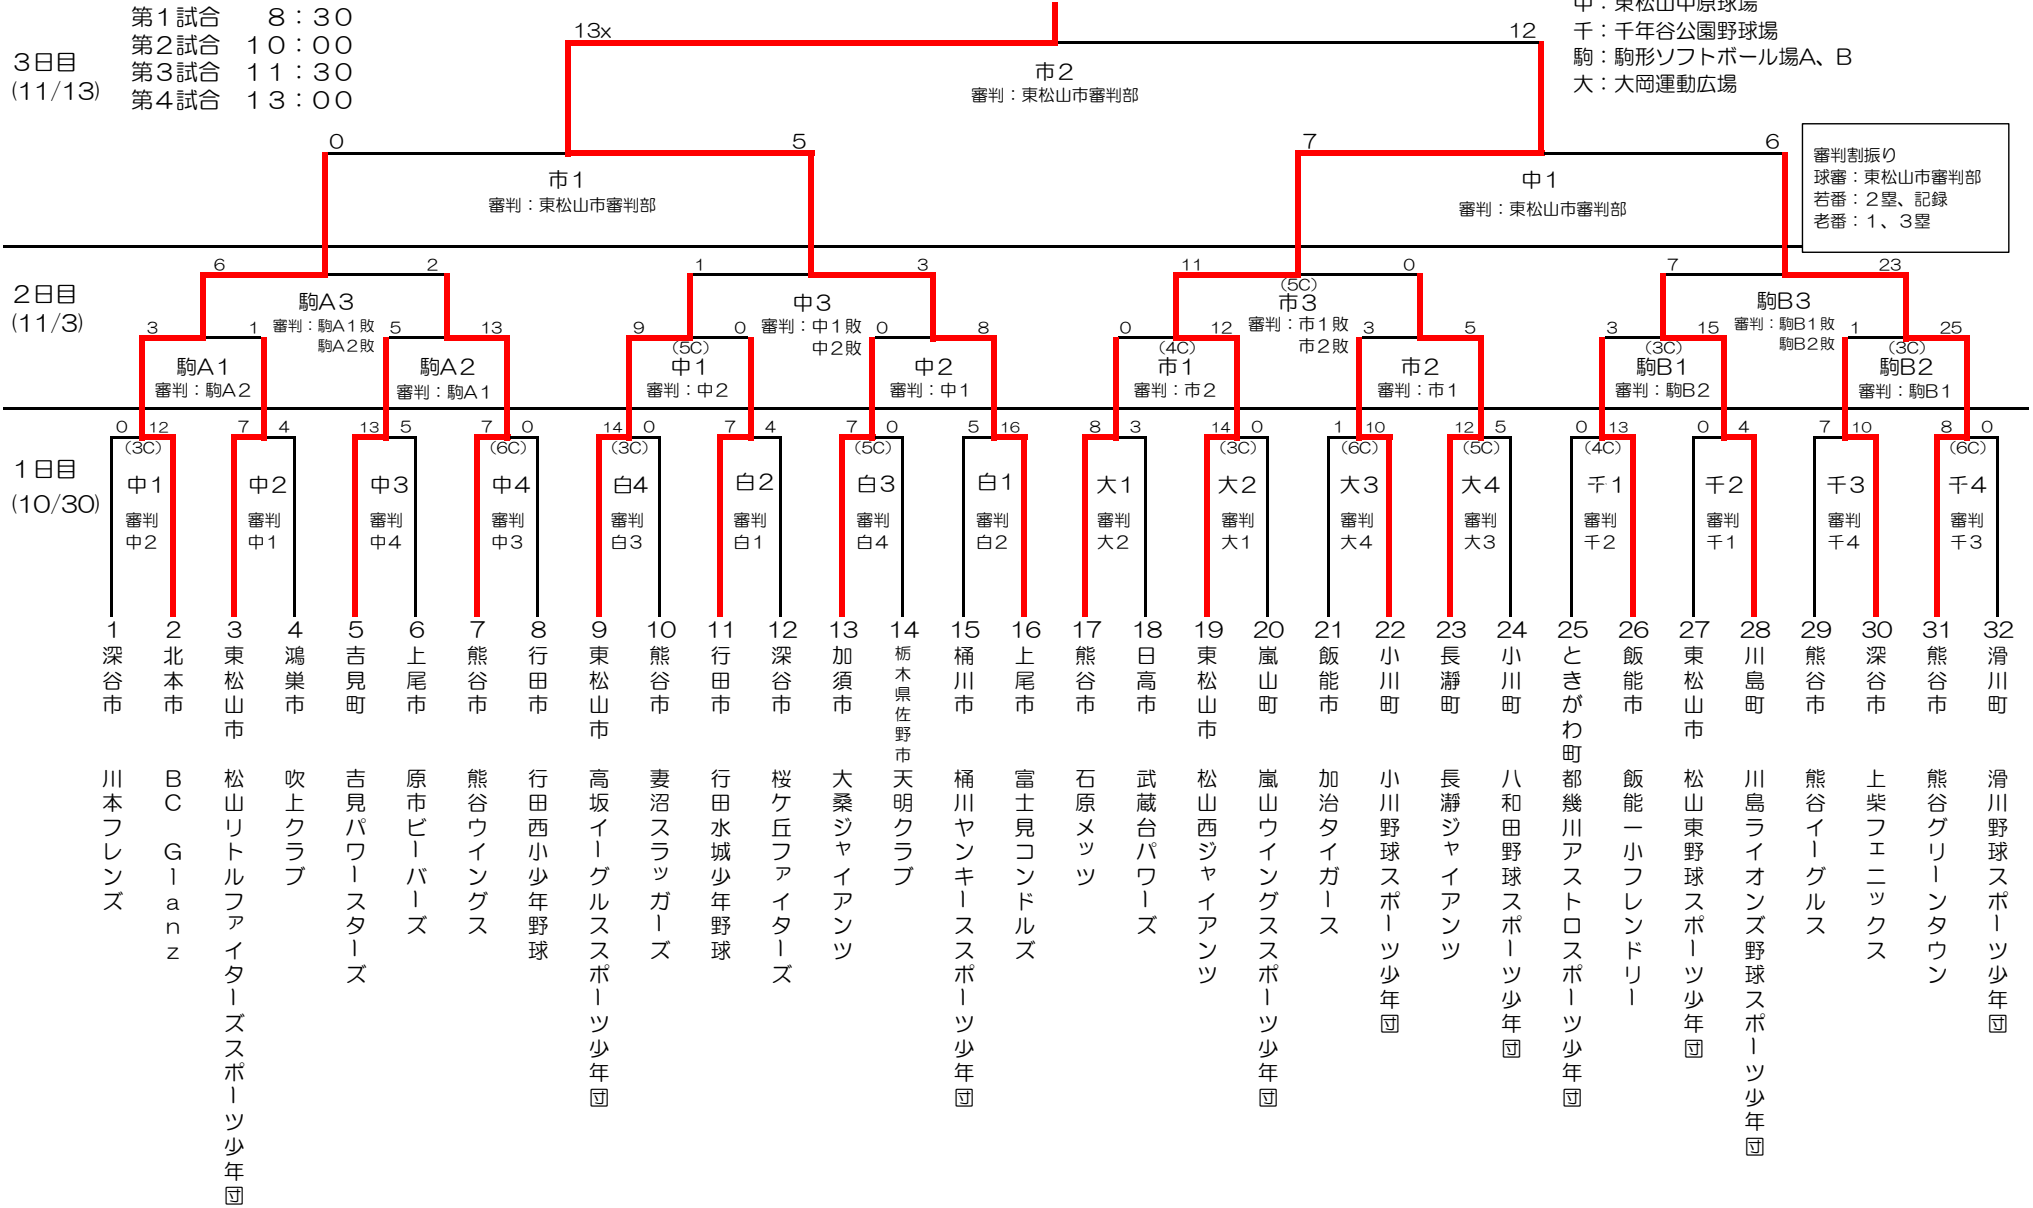 第1試合　8：30
第2試合　10：00
第3試合　11：30
第4試合　13：00
中：東松山中原球場
千：千年谷公園野球場
駒：駒形ソフトボール場A、B
大：大岡運動広場
3日目
(11/13)
13x 12
市2
審判：東松山市審判部
0 5 7 6
市1
審判：東松山市審判部
中1
審判：東松山市審判部
審判割振り
球審：東松山市審判部
若番：2塁、記録
老番：1、3塁
2日目
(11/3)
6 2 1 3 11 0 7 23
(5C)
駒A3
審判：駒A1敗
駒A2敗
中3
審判：中1敗
中2敗
市3
審判：市1敗
市2敗
駒B3
審判：駒B1敗
駒B2敗
3 1 5 13 9 0 0 8 0 12 3 5 3 15 1 25
(5C) (4C) (3C) (3C)
駒A1 駒A2 中1 中2 市1 市2 駒B1 駒B2
審判：駒A2 審判：駒A1 審判：中2 審判：中1 審判：市2 審判：市1 審判：駒B2 審判：駒B1
1日目
(10/30)
0 12 7 4 13 5 7 0 14 0 7 4 7 0 5 16 8 3 14 0 1 10 12 5 0 13 0 4 7 10 8 0
(3C) (6C) (3C) (5C) (3C) (6C) (5C) (4C) (6C)
中1 中2 中3 中4 白4 白2 白3 白1 大1 大2 大3 大4 千1 千2 千3 千4
審判 審判 審判 審判 審判 審判 審判 審判 審判 審判 審判 審判 審判 審判 審判 審判
中2 中1 中4 中3 白3 白1 白4 白2 大2 大1 大4 大3 千2 千1 千4 千3
1 深谷市 川本フレンズ
2 北本市 BC Glanz
3 東松山市 松山リトルファイターズスポーツ少年団
4 鴻巣市 吹上クラブ
5 吉見町 吉見パワースターズ
6 上尾市 原市ビーバーズ
7 熊谷市 熊谷ウイングス
8 行田市 行田西小少年野球
9 東松山市 高坂イーグルススポーツ少年団
10 熊谷市 妻沼スラッガーズ
11 行田市 行田水城少年野球
12 深谷市 桜ケ丘ファイターズ
13 加須市 大桑ジャイアンツ
14 栃木県佐野市 天明クラブ
15 桶川市 桶川ヤンキーススポーツ少年団
16 上尾市 富士見コンドルズ
17 熊谷市 石原メッツ
18 日高市 武蔵台パワーズ
19 東松山市 松山西ジャイアンツ
20 嵐山町 嵐山ウイングススポーツ少年団
21 飯能市 加治タイガース
22 小川町 小川野球スポーツ少年団
23 長瀞町 長瀞ジャイアンツ
24 小川町 八和田野球スポーツ少年団
25 ときがわ町 都幾川アストロスポーツ少年団
26 飯能市 飯能一小フレンドリー
27 東松山市 松山東野球スポーツ少年団
28 川島町 川島ライオンズ野球スポーツ少年団
29 熊谷市 熊谷イーグルス
30 深谷市 上柴フェニックス
31 熊谷市 熊谷グリーンタウン
32 滑川町 滑川野球スポーツ少年団